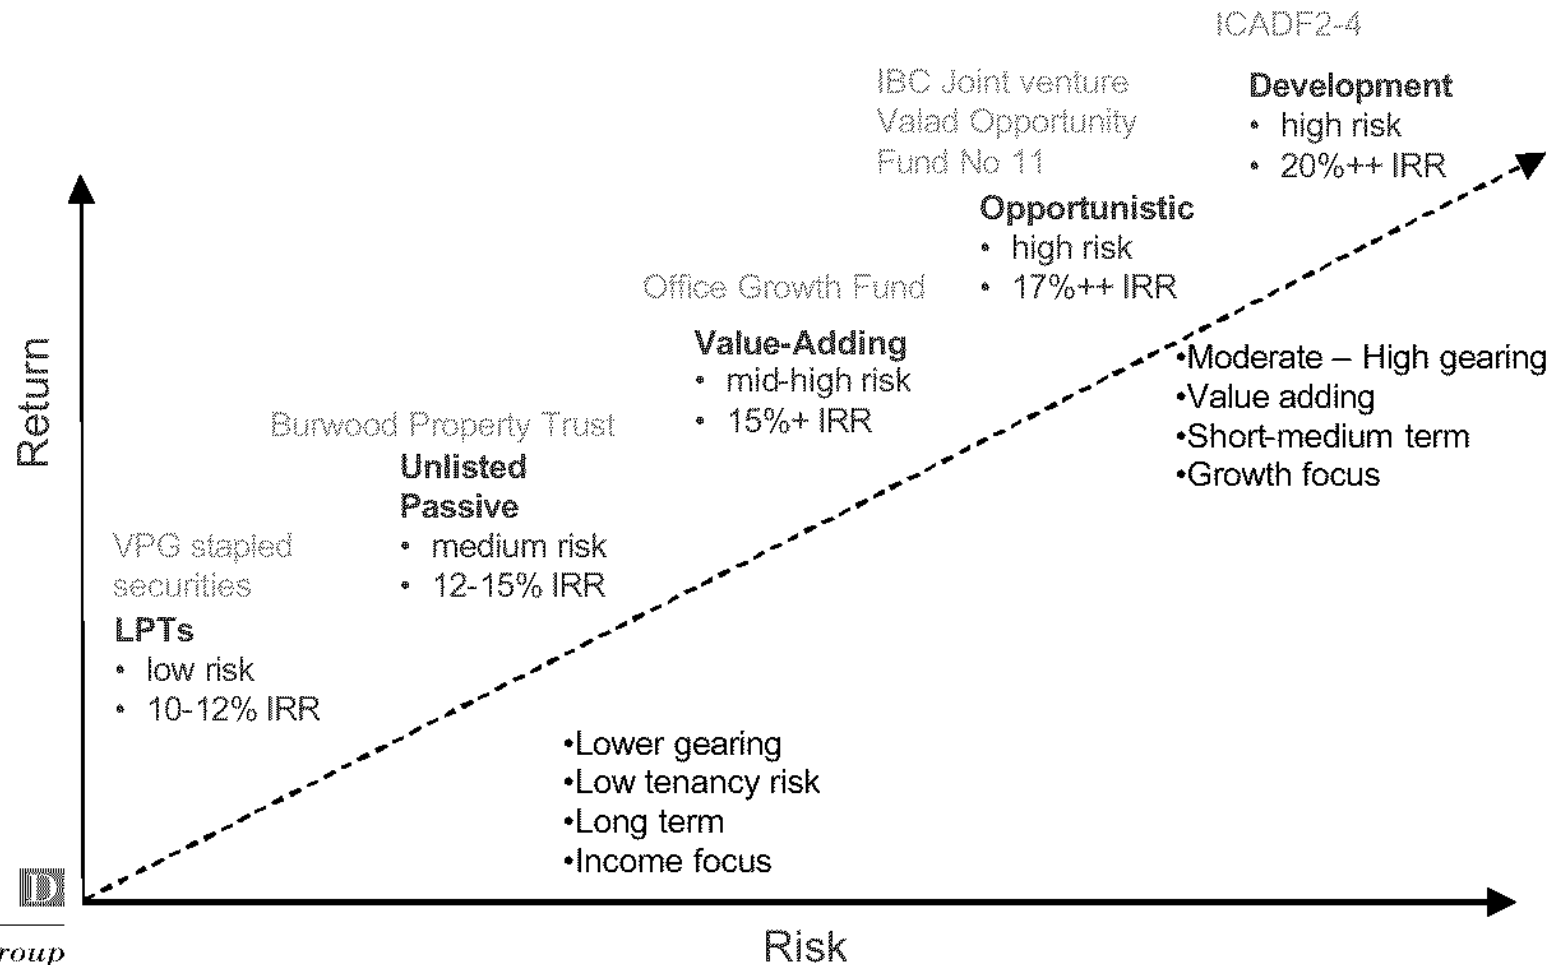 ICADF2-4
IBC Joint venture
Valad Opportunity
Fund No 11
Development
• high risk
• 20%++ IRR
Opportunistic
• high risk
• 17%++ IRR
Office Growth Fund
Value-Adding
• mid-high risk
• 15%+ IRR
•Moderate – High gearing
•Value adding
•Short-medium term
•Growth focus
Return
Burwood Property Trust
Unlisted
Passive
• medium risk
• 12-15% IRR
VPG stapled
securities
LPTs
• low risk
• 10-12% IRR
•Lower gearing
•Low tenancy risk
•Long term
•Income focus
D
roup
Risk